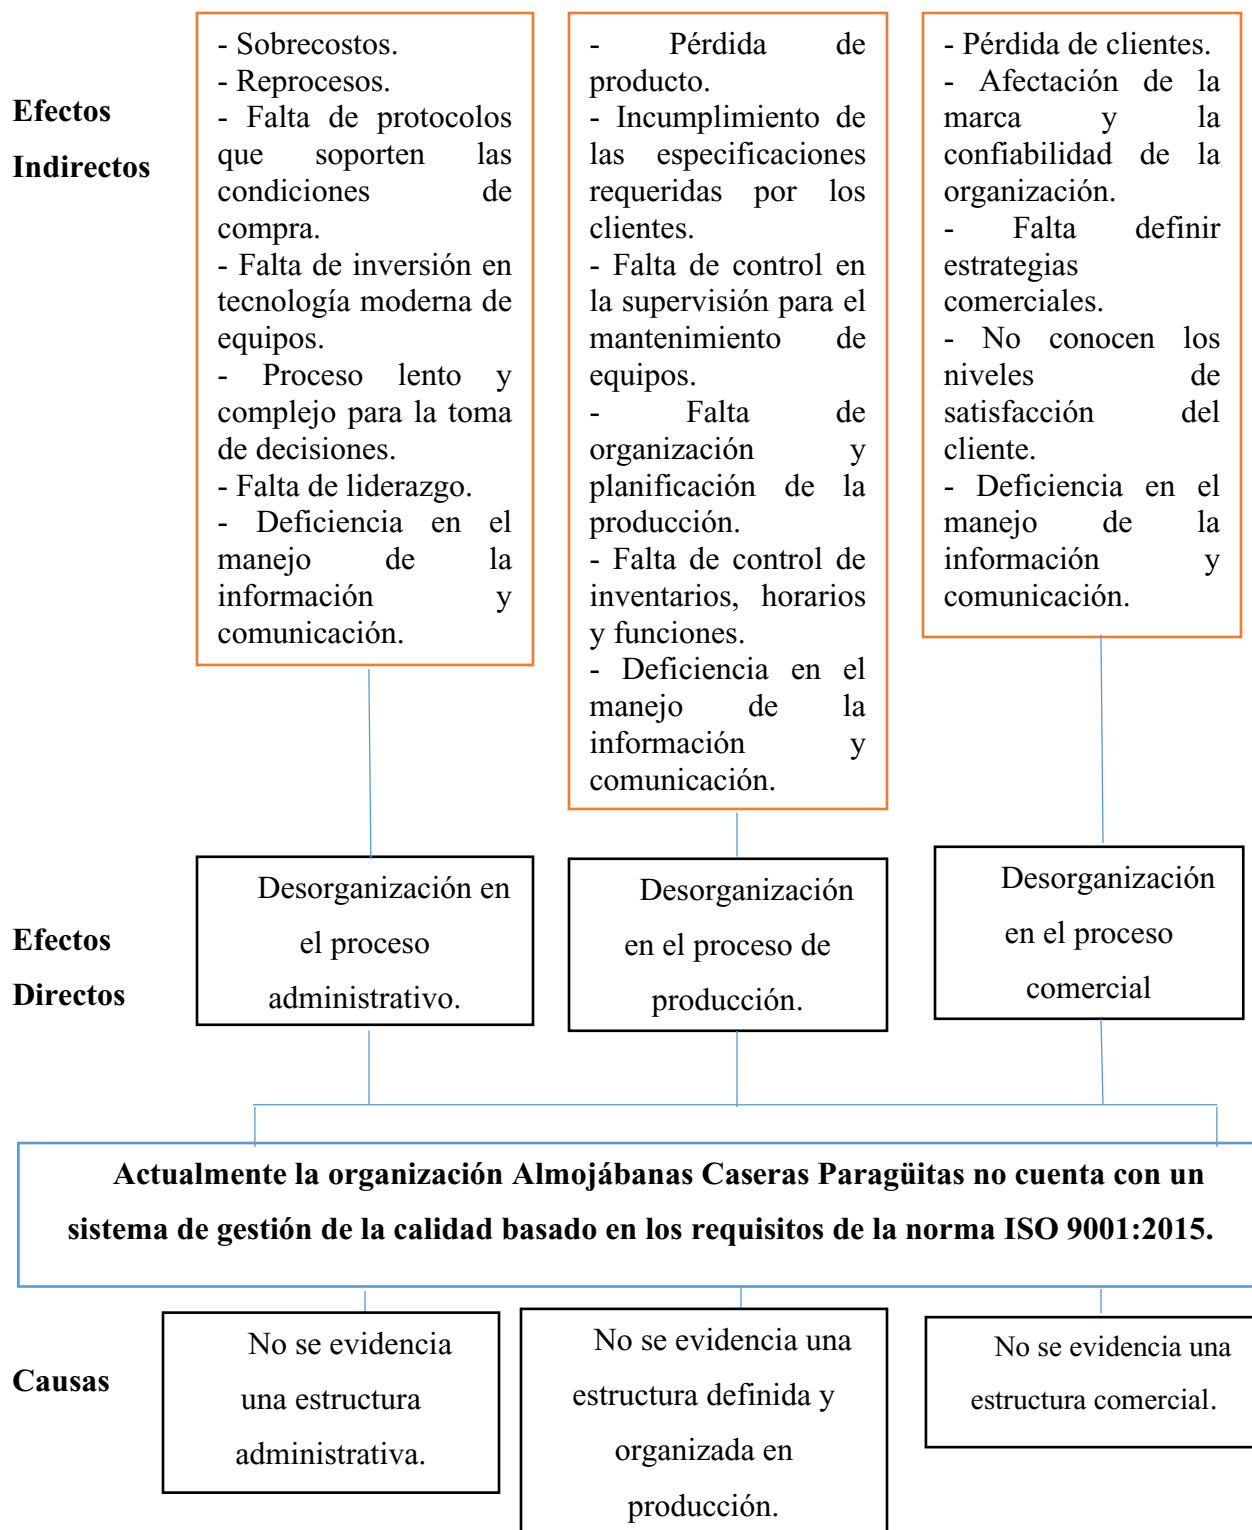 Efectos
Indirectos
- Sobrecostos.
- Reprocesos.
- Falta de protocolos
que soporten las
condiciones de
compra.
- Falta de inversión en
tecnología moderna de
equipos.
- Proceso lento y
complejo para la toma
de decisiones.
- Falta de liderazgo.
- Deficiencia en el
manejo de la
información y
comunicación.
- Pérdida de
producto.
- Incumplimiento de
las especificaciones
requeridas por los
clientes.
- Falta de control en
la supervisión para el
mantenimiento de
equipos.
- Falta de
organización y
planificación de la
producción.
- Falta de control de
inventarios, horarios
y funciones.
- Deficiencia en el
manejo de la
información y
comunicación.
- Pérdida de clientes.
- Afectación de la
marca y la
confiabilidad de la
organización.
- Falta definir
estrategias
comerciales.
- No conocen los
niveles de
satisfacción del
cliente.
- Deficiencia en el
manejo de la
información y
comunicación.
Efectos
Directos
Desorganización en
el proceso
administrativo.
Desorganización
en el proceso de
producción.
Desorganización
en el proceso
comercial
Actualmente la organización Almojábanas Caseras Paragüitas no cuenta con un
sistema de gestión de la calidad basado en los requisitos de la norma ISO 9001:2015.
Causas
No se evidencia
una estructura
administrativa.
No se evidencia una
estructura definida y
organizada en
producción.
No se evidencia una
estructura comercial.